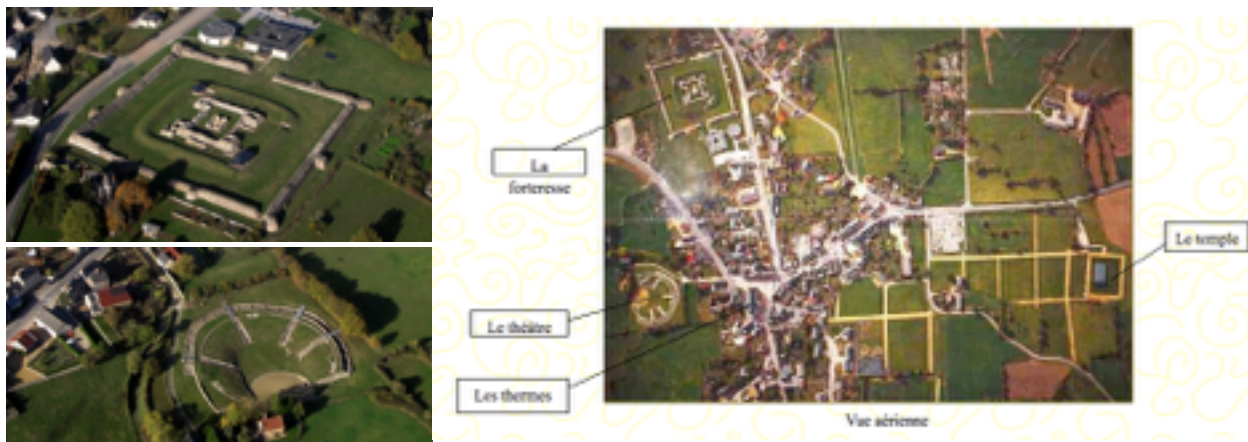 La
forteresse
Le temple
Le théâtre
Les thermes
Vue aérienne